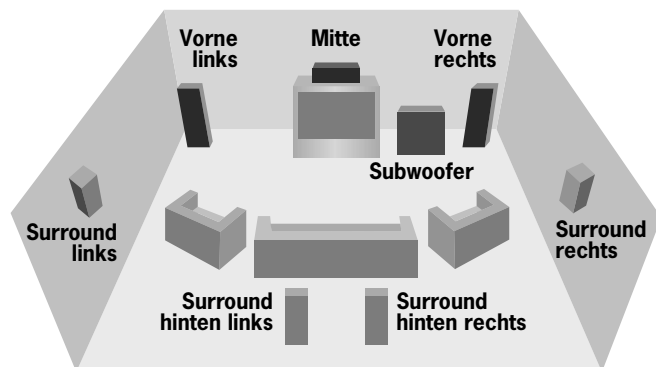 Vorne
links
Mitte
Vorne
rechts
Subwoofer
Surround
links
Surround
rechts
Surround
hinten links
Surround
hinten rechts